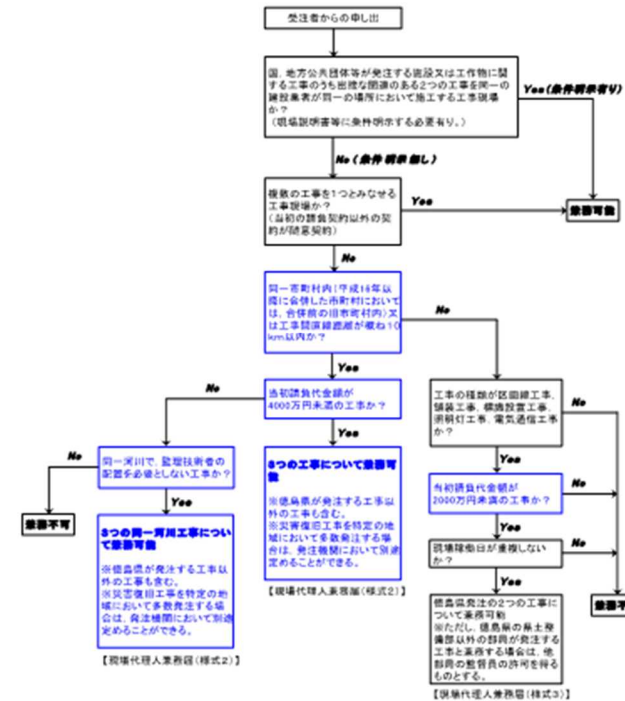 受注者からの申し出
国、地方公共団体等が発注する施設又は工作物に関
する工事のうち密接な関連のある2つの工事を同一の
建設業者が同一の場所において施工する工事現場
か?
(現場説明書等に条件明示する必要有り。)
Yes(条件明示有り)
No(条件明示無し)
複数の工事を1つとみなせる
工事現場か?
(当初の請負契約以外の契
約が随意契約)
Yes
兼務可能
No
同一市町村内(平成16年以
降に合併した市町村において
は、合併前の旧市町村内)又
は工事間直線距離が概ね10
km以内か?
No
Yes
当初請負代金額が
4000万円未満の工事か?
No
Yes
工事の種類が区画線工事、
舗装工事、標識設置工事、
照明灯工事、電気通信工事
か?
No
Yes
同一河川で、監理技術者の
配置を必要としない工事か?
No
Yes
兼務不可
3つの工事について兼務可
能
※徳島県が発注する工事以
外の工事も含む。
※災害復旧工事を特定の地
域において多数発注する場
合は、発注機関において別途
定めることができる。
【現場代理人兼務届(様式2)】
当初請負代金額が
2000万円未満の工事か?
No
Yes
3つの同一河川工事につい
て兼務可能
※徳島県が発注する工事以
外の工事も含む。
※災害復旧工事を特定の地
域において多数発注する場
合は、発注機関において別途
定めることができる。
【現場代理人兼務届(様式2)】
現場稼働日が重複しない
か?
No
Yes
兼務不
徳島県発注の2つの工事に
ついて兼務可能
※ただし、徳島県の県土整
備部以外の部局が発注する
工事と兼務する場合は、他
部局の監督員の許可を得る
ものとする。
【現場代理人兼務届(様式3)】